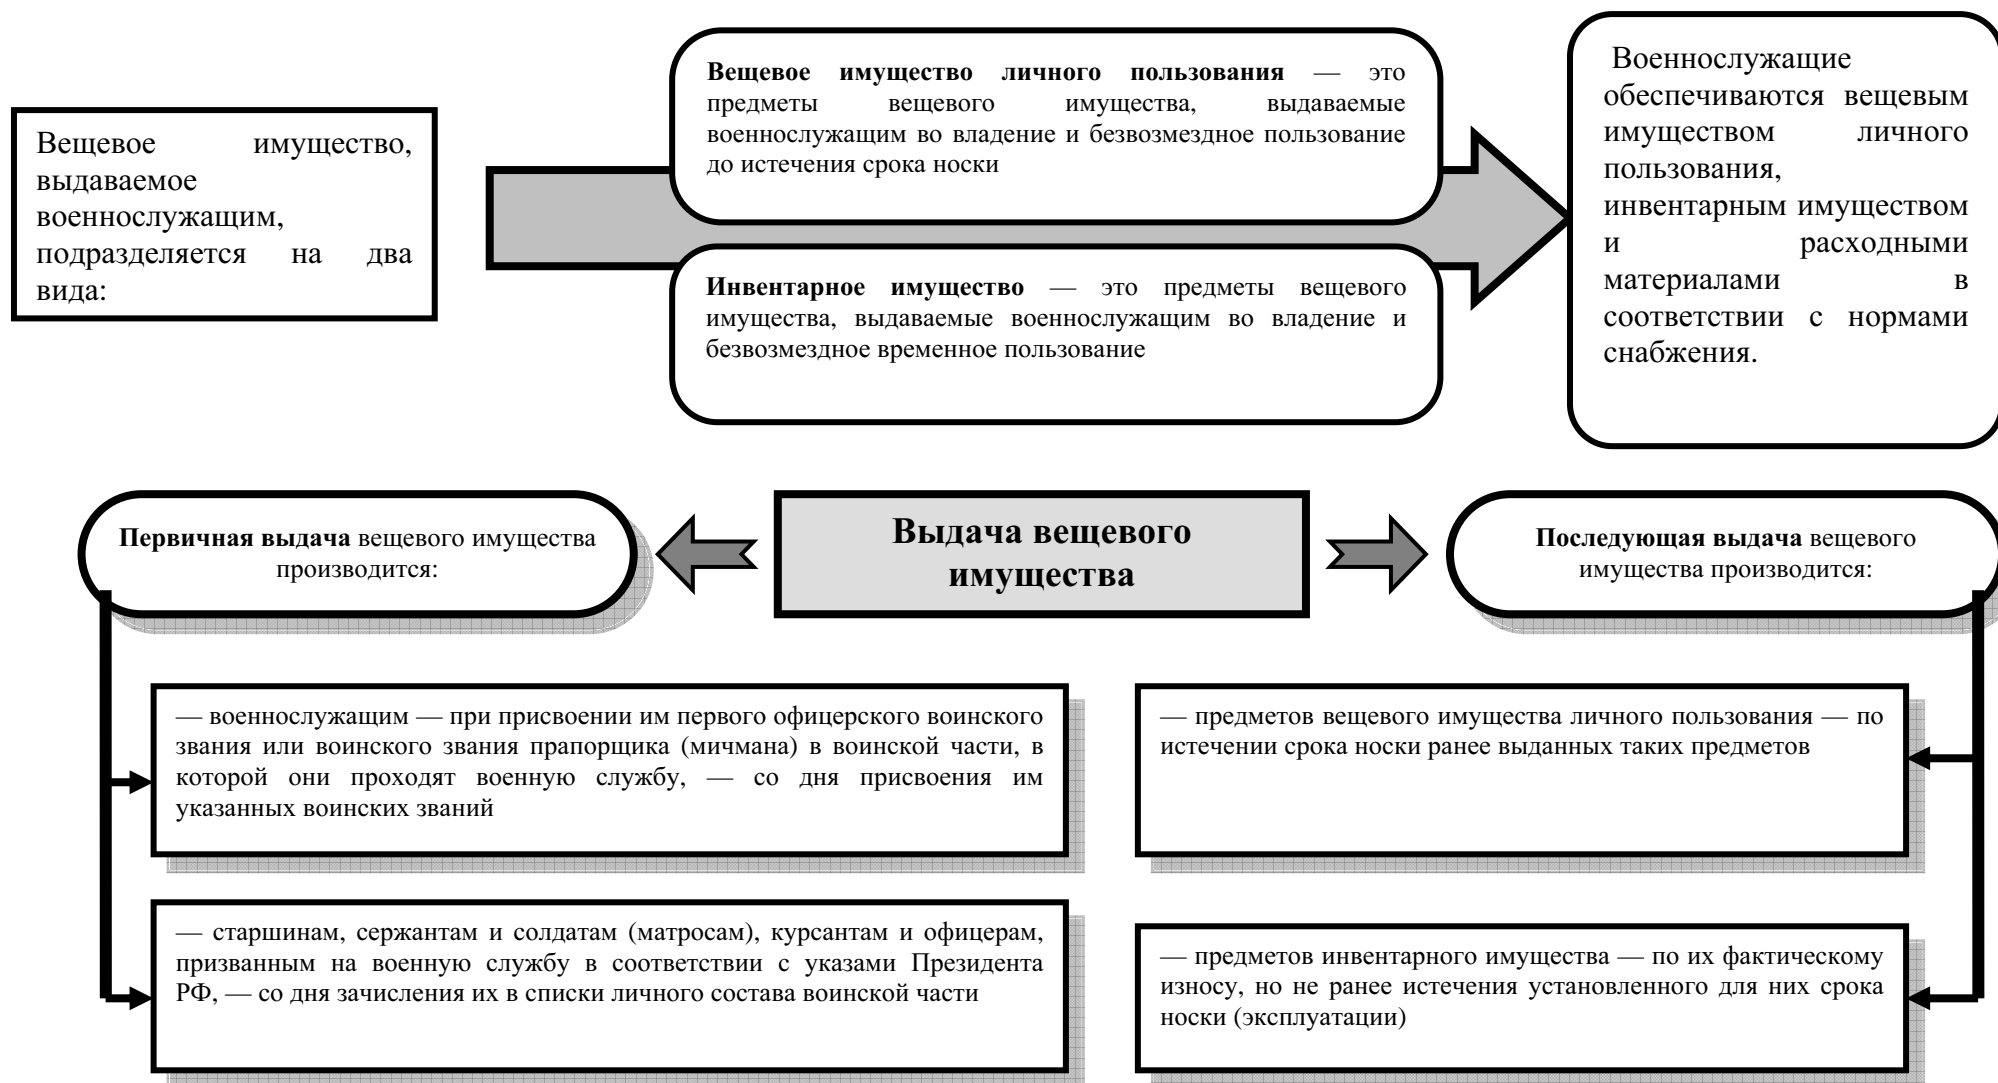 Вещевое имущество,
выдаваемое
военнослужащим,
подразделяется на два
вида:
Вещевое имущество личного пользования — это
предметы вещевого имущества, выдаваемые
военнослужащим во владение и безвозмездное пользование
до истечения срока носки
Инвентарное имущество — это предметы вещевого
имущества, выдаваемые военнослужащим во владение и
безвозмездное временное пользование
Военнослужащие
обеспечиваются вещевым
имуществом личного
пользования,
инвентарным имуществом
и расходными
материалами в
соответствии с нормами
снабжения.
Первичная выдача вещевого имущества
производится:
Выдача вещевого
имущества
Последующая выдача вещевого
имущества производится:
— военнослужащим — при присвоении им первого офицерского воинского
звания или воинского звания прапорщика (мичмана) в воинской части, в
которой они проходят военную службу, — со дня присвоения им
указанных воинских званий
— старшинам, сержантам и солдатам (матросам), курсантам и офицерам,
призванным на военную службу в соответствии с указами Президента
РФ, — со дня зачисления их в списки личного состава воинской части
— предметов вещевого имущества личного пользования — по
истечении срока носки ранее выданных таких предметов
— предметов инвентарного имущества — по их фактическому
износу, но не ранее истечения установленного для них срока
носки (эксплуатации)